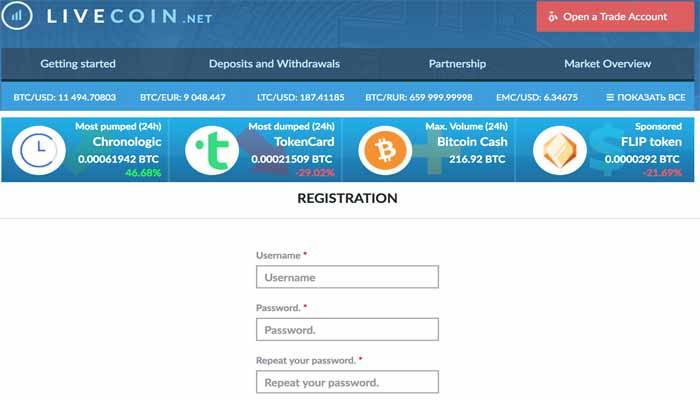 LIVECOIN.NET
Open a Trade Account
Getting started Deposits and Withdrawals Partnership Market Overview
BTC/USD: 11 494.70803 BTC/EUR: 9 048.447 LTC/USD: 187.41185 BTC/RUR: 659 999.99998 EMC/USD: 6.34675 ☰ ПОКАЗАТЬ ВСЕ
Most pumped (24h)
Chronologic
0.00061942 BTC
46.68%
Most dumped (24h)
TokenCard
0.00021509 BTC
-29.02%
Max. Volume (24h)
Bitcoin Cash
216.92 BTC
Sponsored
FLIP token
0.0000292 BTC
-21.69%
REGISTRATION
Username *
Username
Password. *
Password.
Repeat your password. *
Repeat your password.